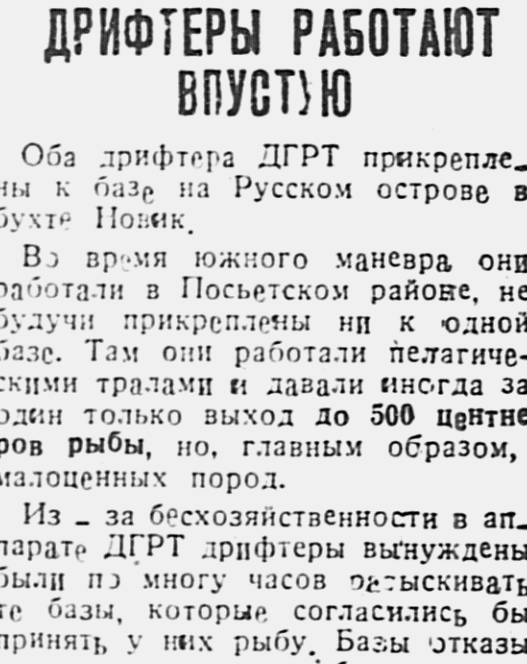 ДРИФТЕРЫ РАБОТАЮТ
ВПУСТУЮ
Оба дрифтера ДГРТ прикрепле-
ны к базе на Русском острове в
бухте Новик.
Во время южного маневра они
работали в Посьетском районе, не
будучи прикреплены ни к одной
базе. Там они работали пелагиче-
скими тралами и давали иногда за
один только выход до 500 центне
ров рыбы, но, главным образом,
малоценных пород.
Из-за бесхозяйственности в ап-
парате ДГРТ дрифтеры вынуждены
были по многу часов разыскивать
те базы, которые согласились бы
принять у них рыбу. Базы отказы